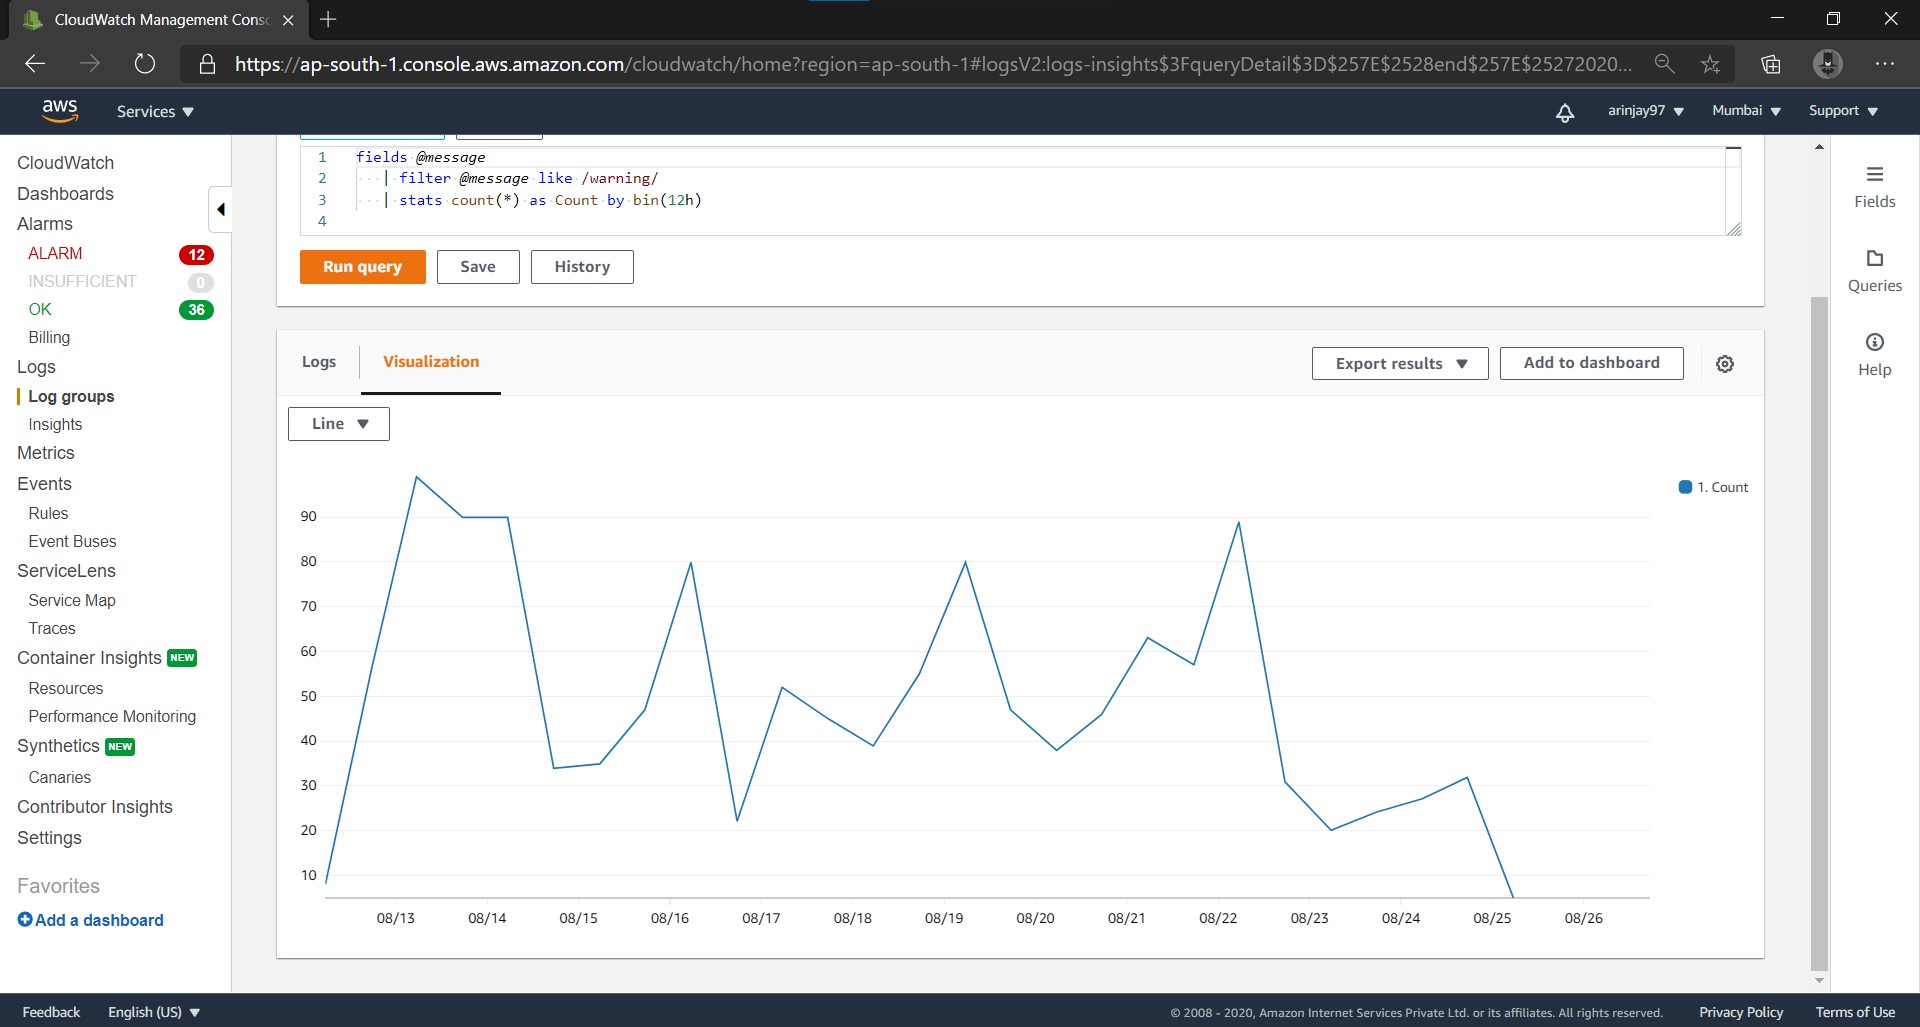 CloudWatch Management Conso
https://ap-south-1.console.aws.amazon.com/cloudwatch/home?region=ap-south-1#logsV2:logs-insights$3FqueryDetail$3D$257E$2528end$257E$25272020...
aws
Services
arinjay97
Mumbai
Support
CloudWatch
Dashboards
Alarms
ALARM 12
INSUFFICIENT 0
OK 36
Billing
Logs
Log groups
Insights
Metrics
Events
Rules
Event Buses
ServiceLens
Service Map
Traces
Container Insights NEW
Resources
Performance Monitoring
Synthetics NEW
Canaries
Contributor Insights
Settings
Favorites
Add a dashboard
1 fields @message
2 | filter @message like /warning/
3 | stats count(*) as Count by bin(12h)
4
Run query
Save
History
Logs
Visualization
Export results
Add to dashboard
Line
1. Count
90
80
70
60
50
40
30
20
10
08/13 08/14 08/15 08/16 08/17 08/18 08/19 08/20 08/21 08/22 08/23 08/24 08/25 08/26
Fields
Queries
Help
Feedback
English (US)
© 2008 - 2020, Amazon Internet Services Private Ltd. or its affiliates. All rights reserved.
Privacy Policy
Terms of Use